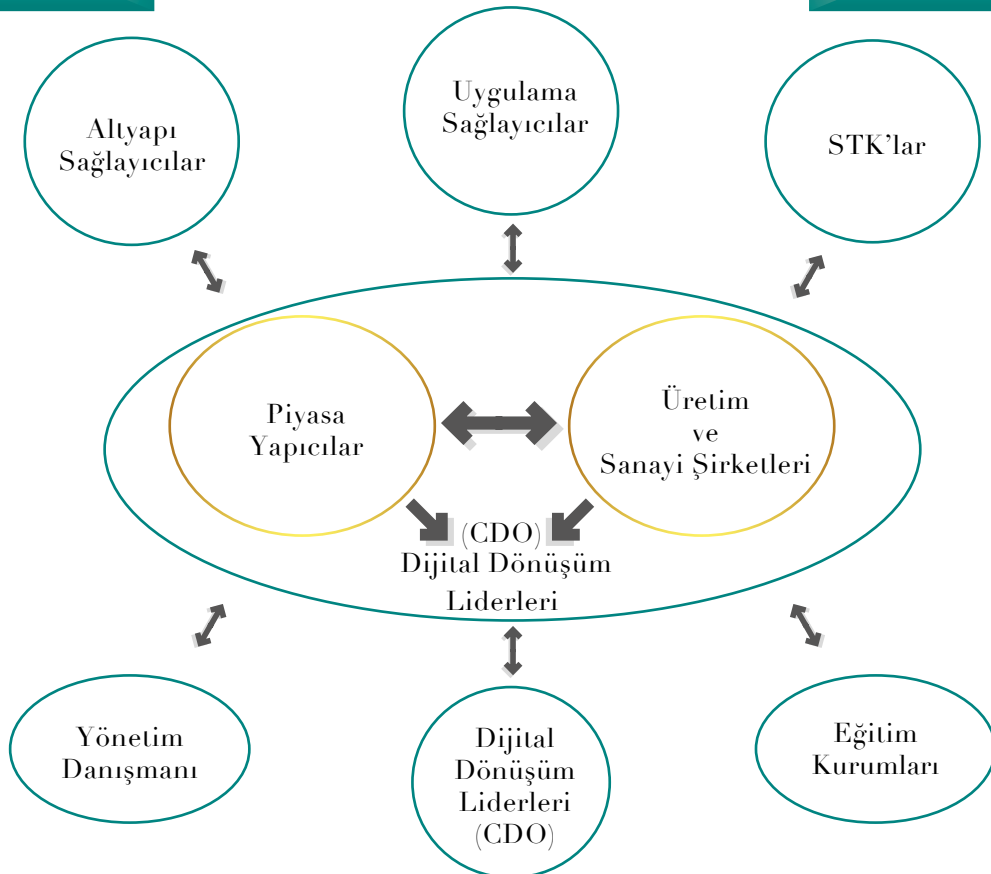 Altyapı
Sağlayıcılar
Uygulama
Sağlayıcılar
STK’lar
Piyasa
Yapıcılar
Üretim
ve
Sanayi Şirketleri
(CDO)
Dijital Dönüşüm
Liderleri
Yönetim
Danışmanı
Dijital
Dönüşüm
Liderleri
(CDO)
Eğitim
Kurumları